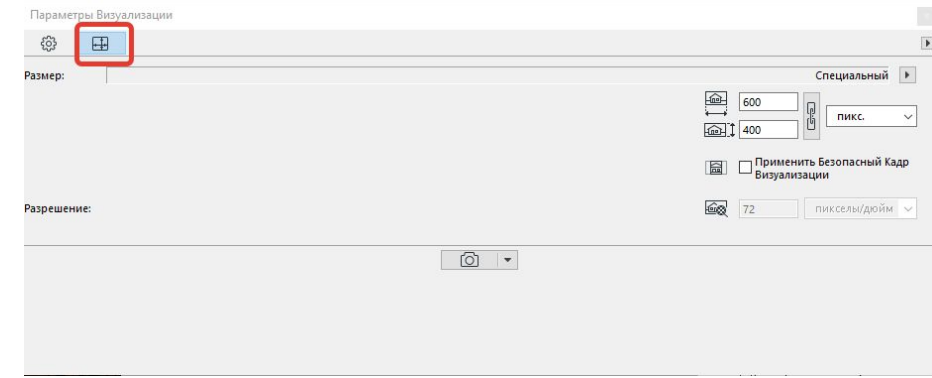 Параметры Визуализации
Размер:
Специальный
600
пикс.
400
Применить Безопасный Кадр
Визуализации
Разрешение:
72
пикселы/дюйм